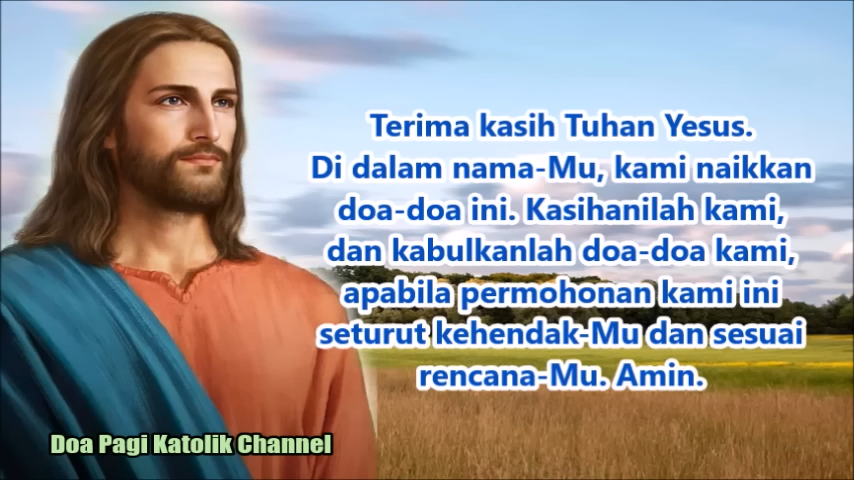 Terima kasih Tuhan Yesus.
Di dalam nama-Mu, kami naikkan
doa-doa ini. Kasihanilah kami,
dan kabulkanlah doa-doa kami,
apabila permohonan kami ini
seturut kehendak-Mu dan sesuai
rencana-Mu. Amin.
Doa Pagi Katolik Channel